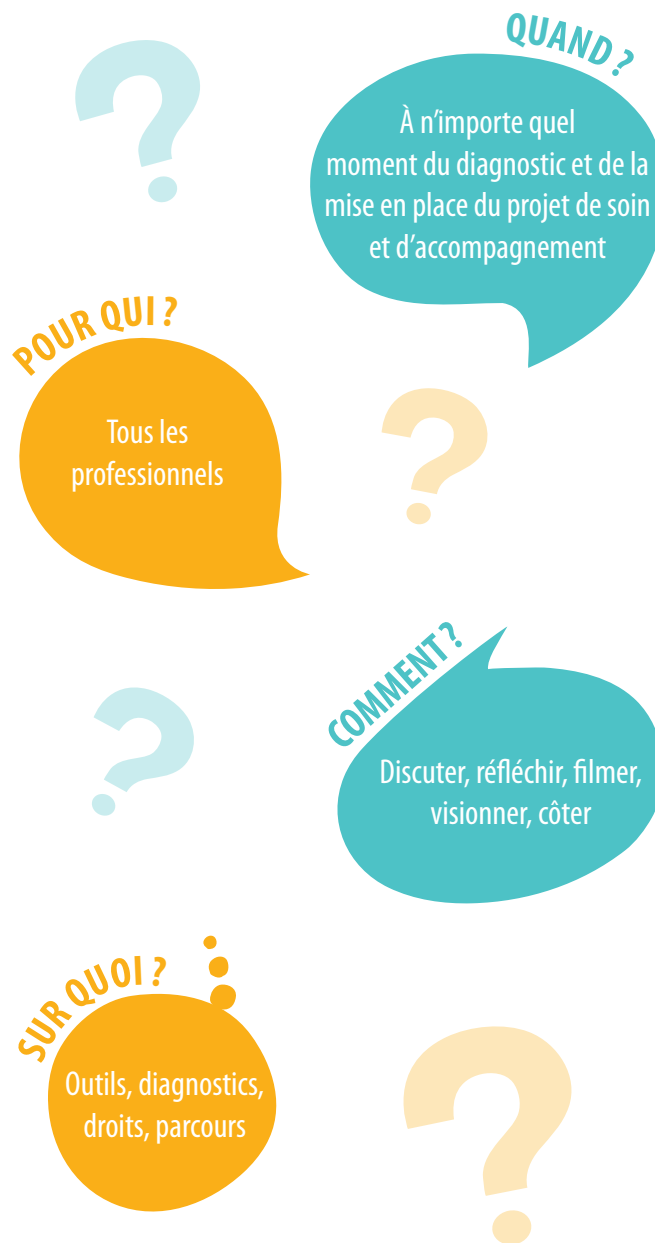 QUAND ?
À n’importe quel
moment du diagnostic et de la
mise en place du projet de soin
et d’accompagnement
POUR QUI ?
Tous les
professionnels
COMMENT ?
Discuter, réfléchir, filmer,
visionner, côter
SUR QUOI ?
Outils, diagnostics,
droits, parcours
?
?
?
?